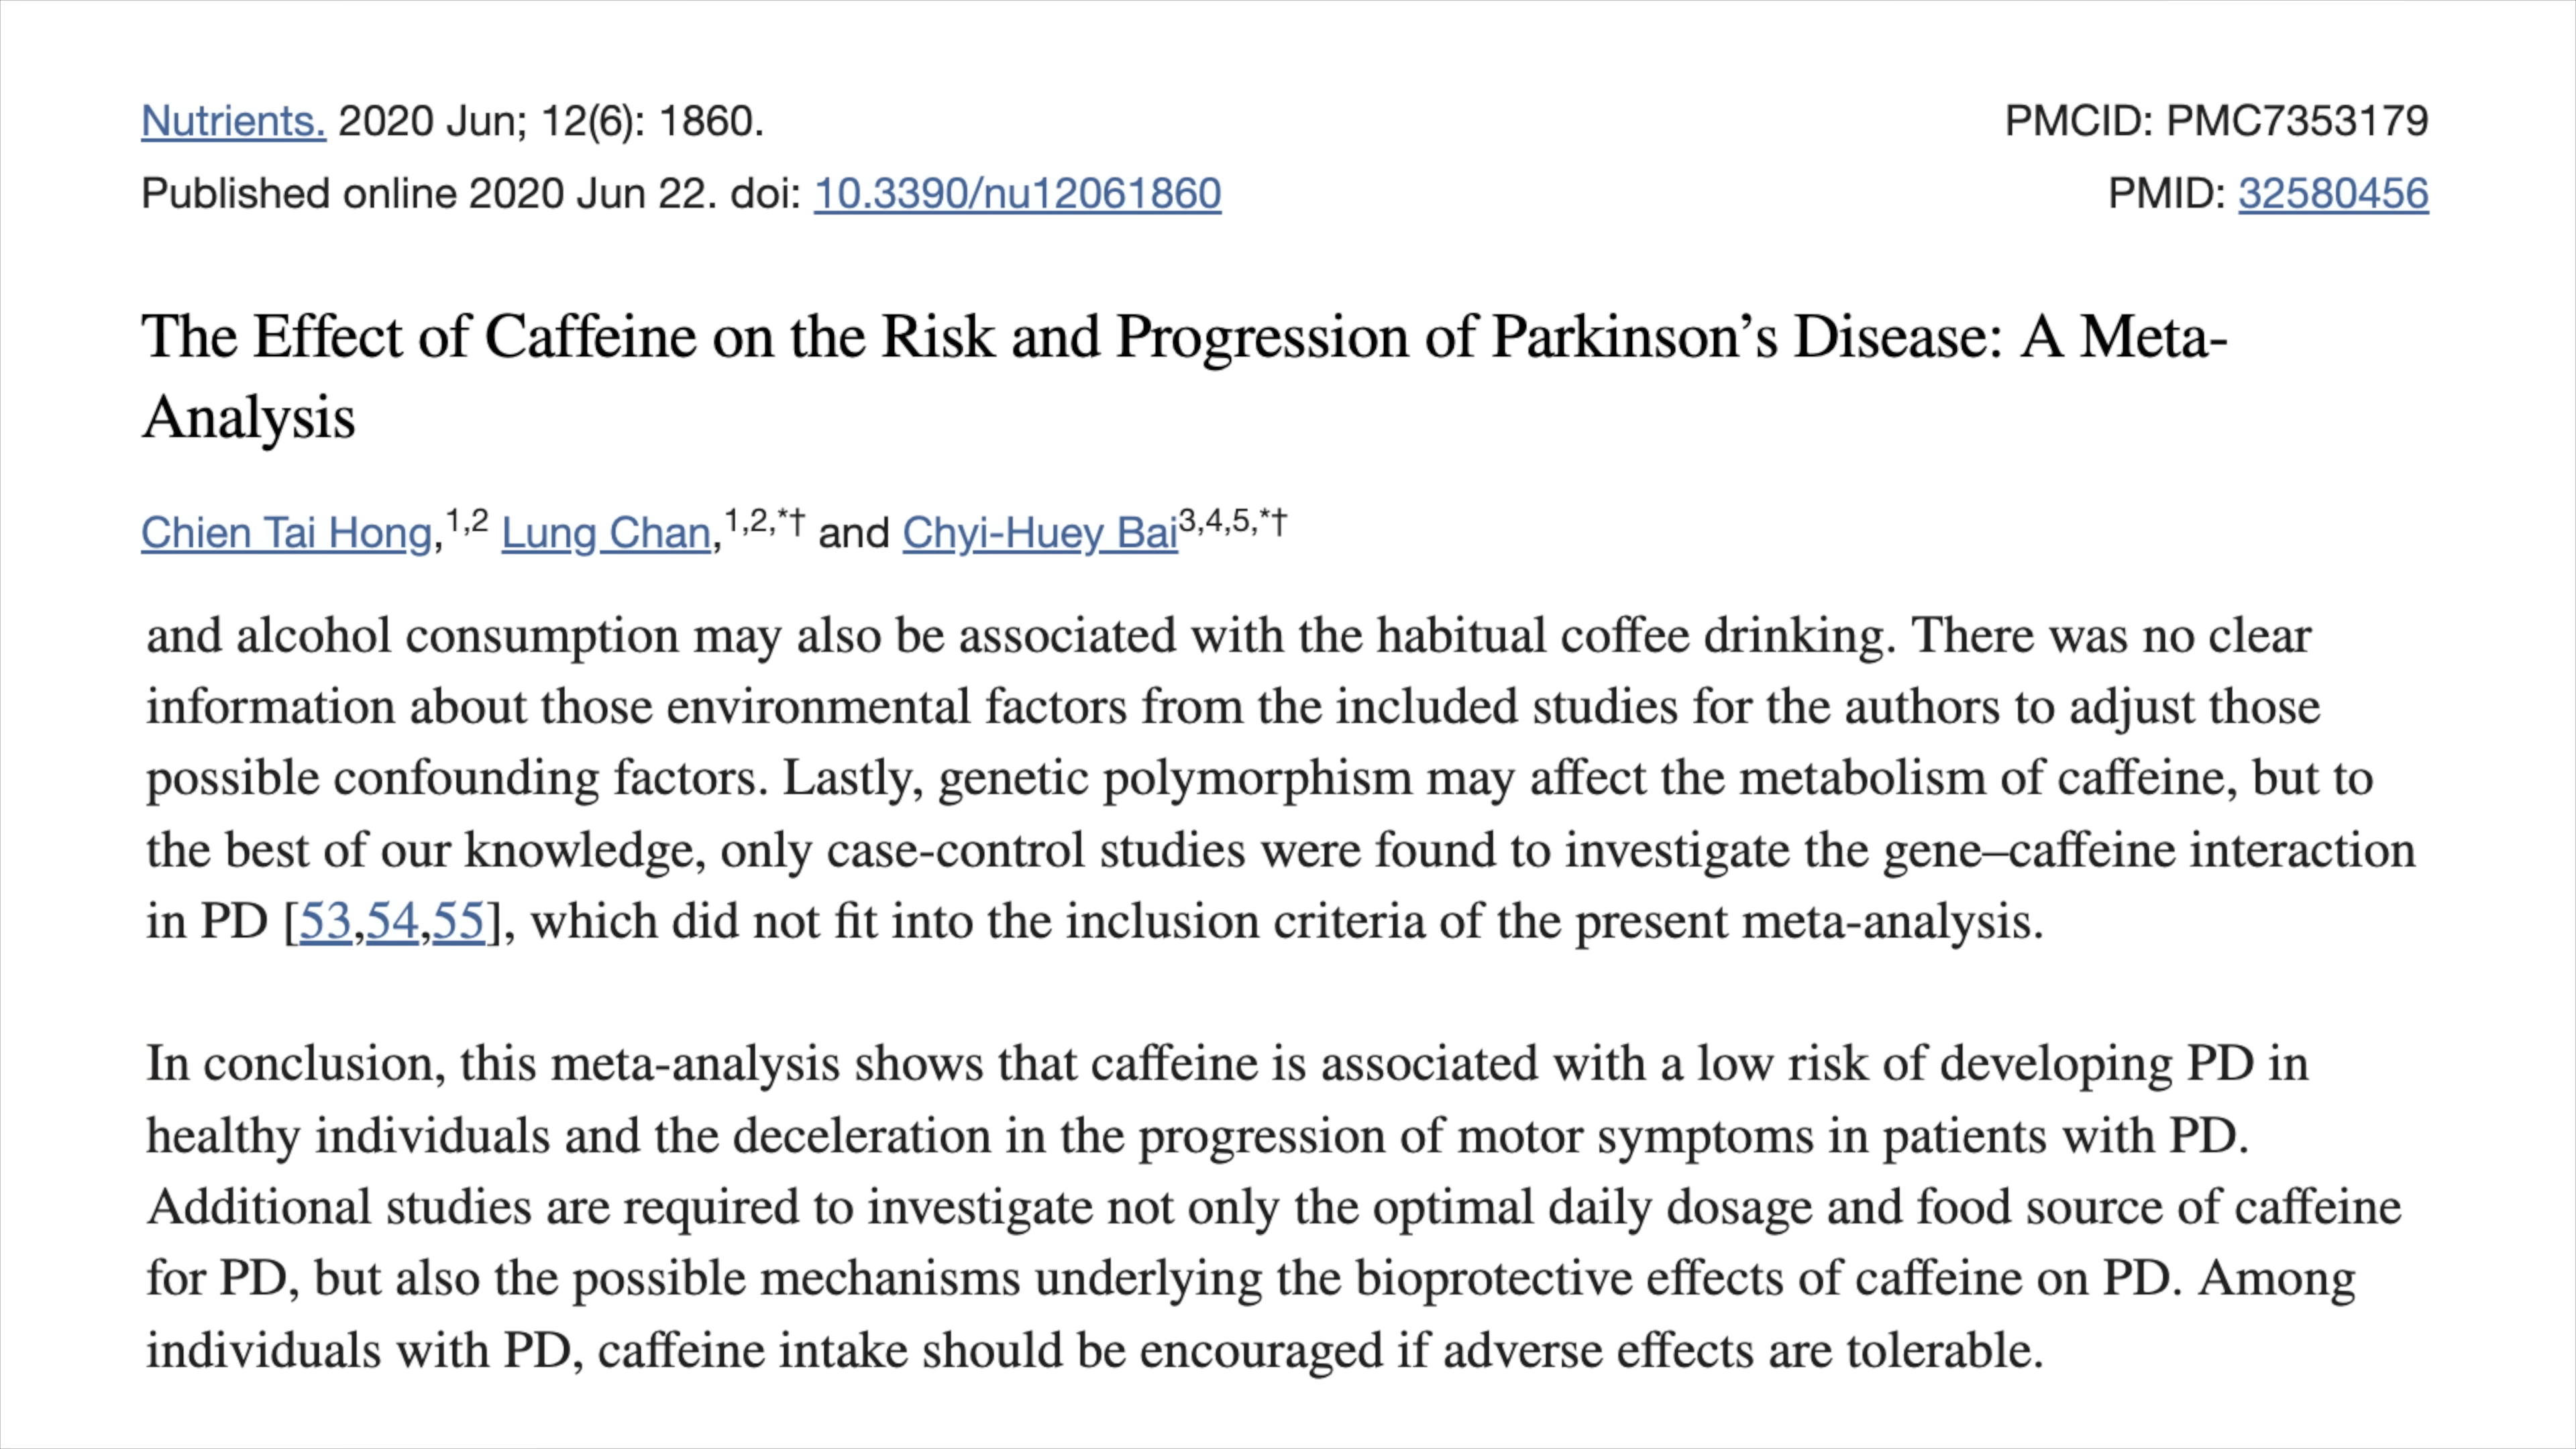 Nutrients. 2020 Jun; 12(6): 1860.
PMCID: PMC7353179
Published online 2020 Jun 22. doi: 10.3390/nu12061860
PMID: 32580456
The Effect of Caffeine on the Risk and Progression of Parkinson’s Disease: A Meta-
Analysis
Chien Tai Hong,1,2 Lung Chan,1,2,*† and Chyi-Huey Bai3,4,5,*†
and alcohol consumption may also be associated with the habitual coffee drinking. There was no clear
information about those environmental factors from the included studies for the authors to adjust those
possible confounding factors. Lastly, genetic polymorphism may affect the metabolism of caffeine, but to
the best of our knowledge, only case-control studies were found to investigate the gene–caffeine interaction
in PD [53,54,55], which did not fit into the inclusion criteria of the present meta-analysis.
In conclusion, this meta-analysis shows that caffeine is associated with a low risk of developing PD in
healthy individuals and the deceleration in the progression of motor symptoms in patients with PD.
Additional studies are required to investigate not only the optimal daily dosage and food source of caffeine
for PD, but also the possible mechanisms underlying the bioprotective effects of caffeine on PD. Among
individuals with PD, caffeine intake should be encouraged if adverse effects are tolerable.